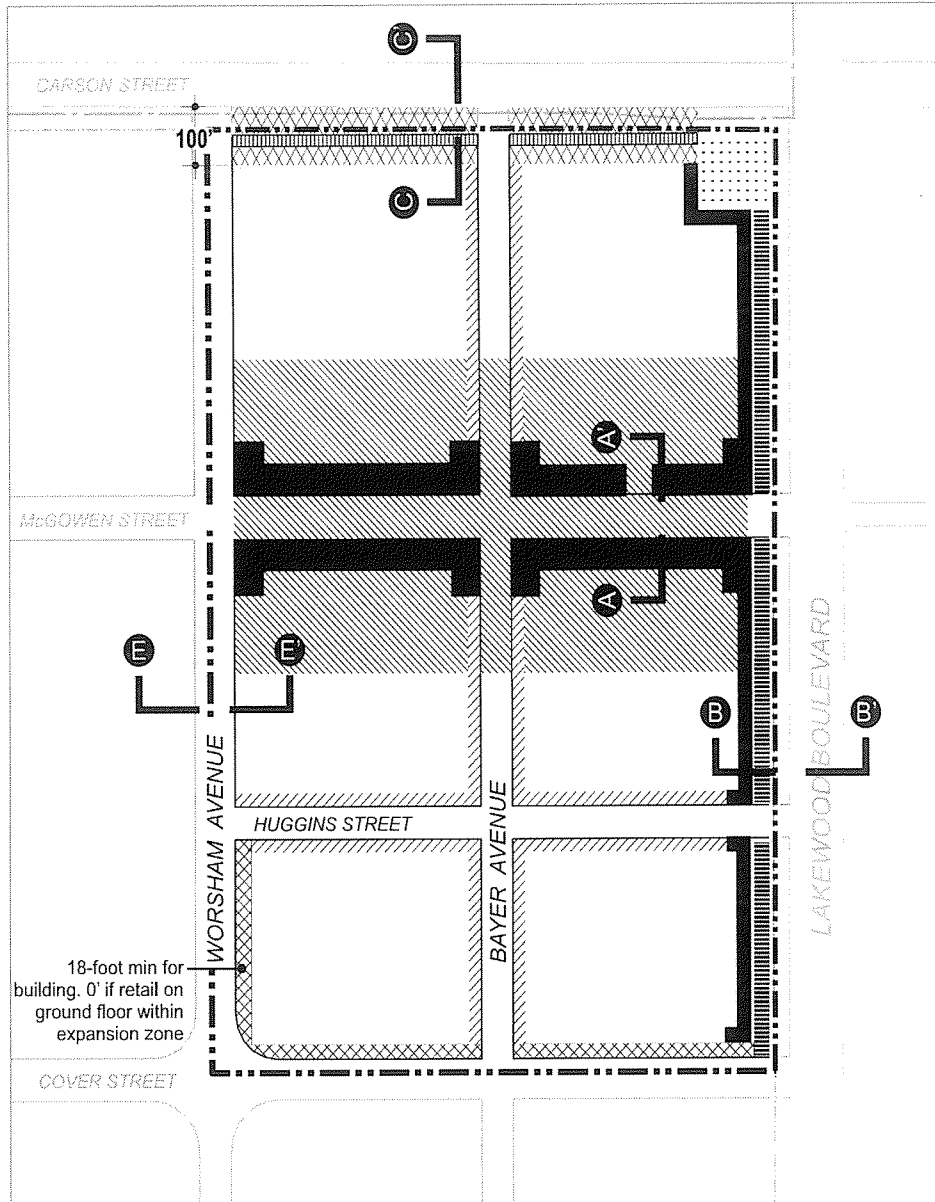 C'
CARSON STREET
100'
C
A'
McGOWEN STREET
A
E
E'
B
B'
LAKEWOOD BOULEVARD
WORSHAM AVENUE
HUGGINS STREET
BAYER AVENUE
18-foot min for
building. 0' if retail on
ground floor within
expansion zone
COVER STREET